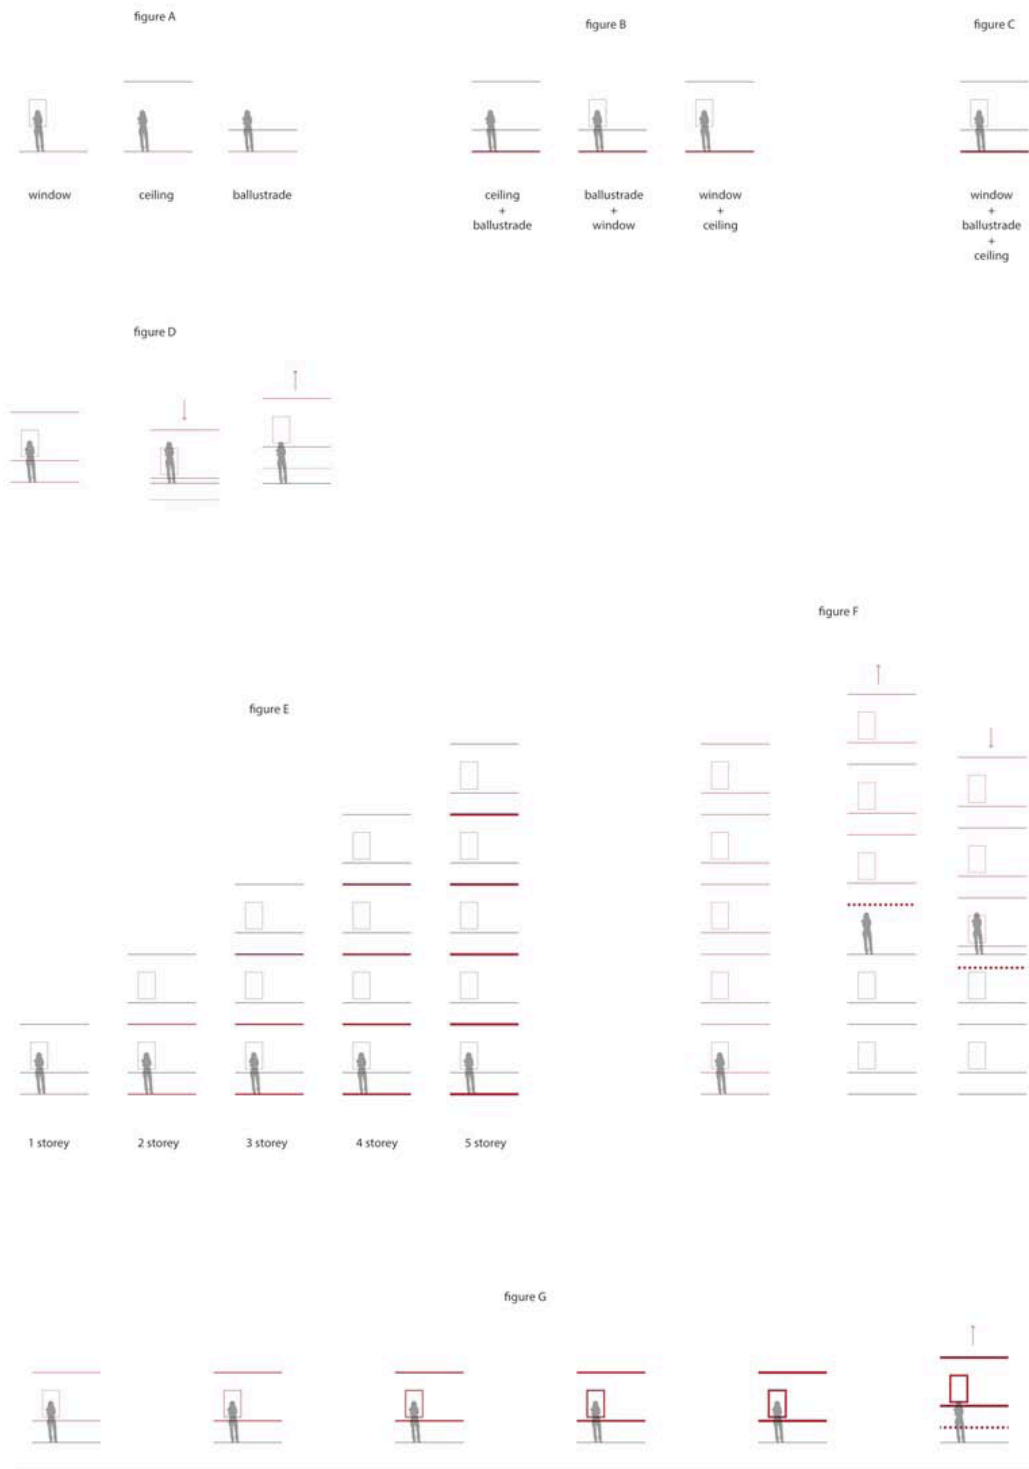 figure A
figure B
figure C
window
ceiling
ballustrade
ceiling
+
ballustrade
ballustrade
+
window
window
+
ceiling
window
+
ballustrade
+
ceiling
figure D
figure F
figure E
1 storey
2 storey
3 storey
4 storey
5 storey
figure G